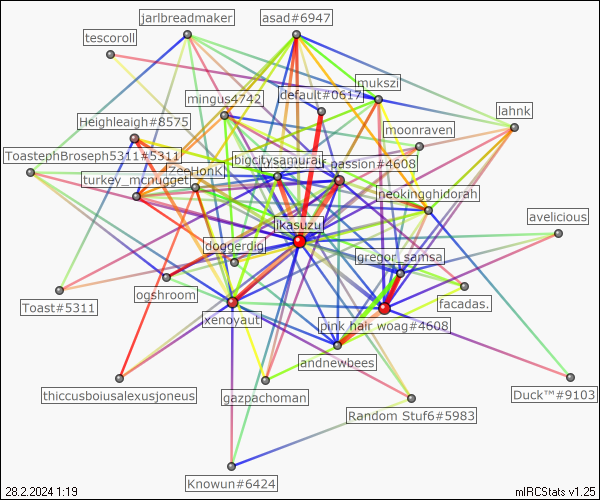 jarlbreadmaker
asad#6947
tescoroll
mukszi
default#0617
mingus4742
lahnk
Heighleaigh#8575
moonraven
ToastephBroseph5311#5311
bigcitysamurai
passion#4608
ZeeHonK
turkey_mcnugget
neokingghidorah
jkasuzu
avelicious
doggerdig
gregor_samsa
ogshroom
facadas.
Toast#5311
xenoyaut
pink hair woag#4608
andnewbees
thiccusboiusalexusjoneus
gazpachoman
Duck™#9103
Random Stuf6#5983
Knowun#6424
28.2.2024 1:19
mIRCStats v1.25